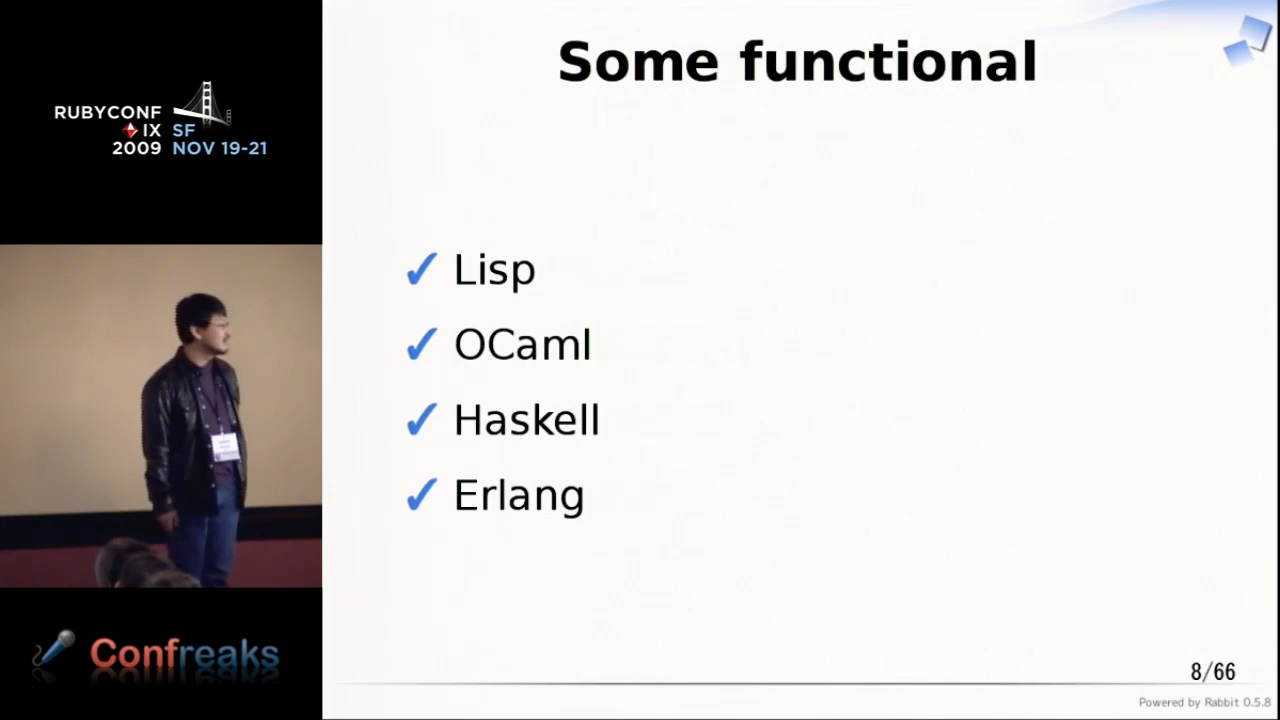 RUBYCONF
IX SF
2009 NOV 19-21
Some functional
✓ Lisp
✓ OCaml
✓ Haskell
✓ Erlang
8/66
Powered by Rabbit 0.5.8
Confreaks